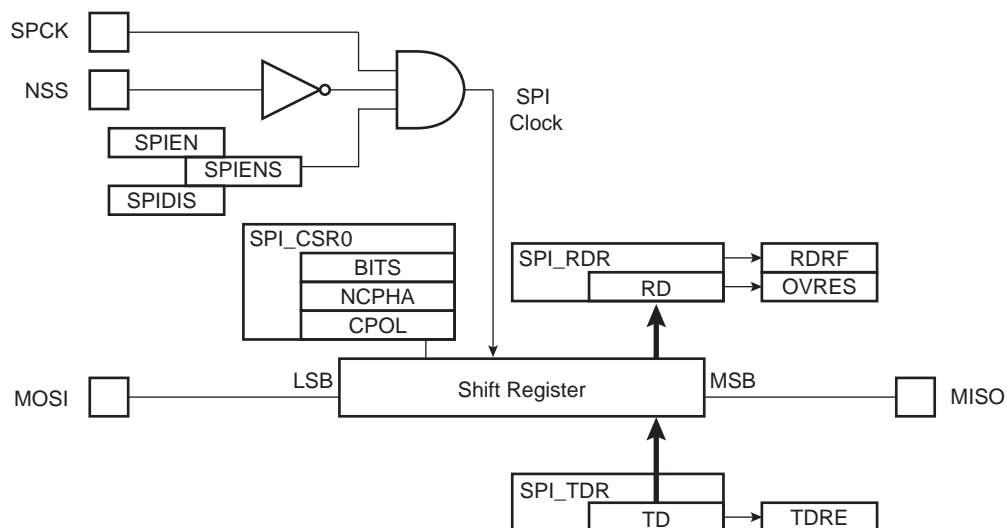 SPCK
NSS
SPI
Clock
SPIEN
SPIENS
SPIDIS
SPI_CSR0
BITS
NCPHA
CPOL
SPI_RDR
RD
RDRF
OVRES
MOSI
LSB
Shift Register
MSB
MISO
SPI_TDR
TD
TDRE